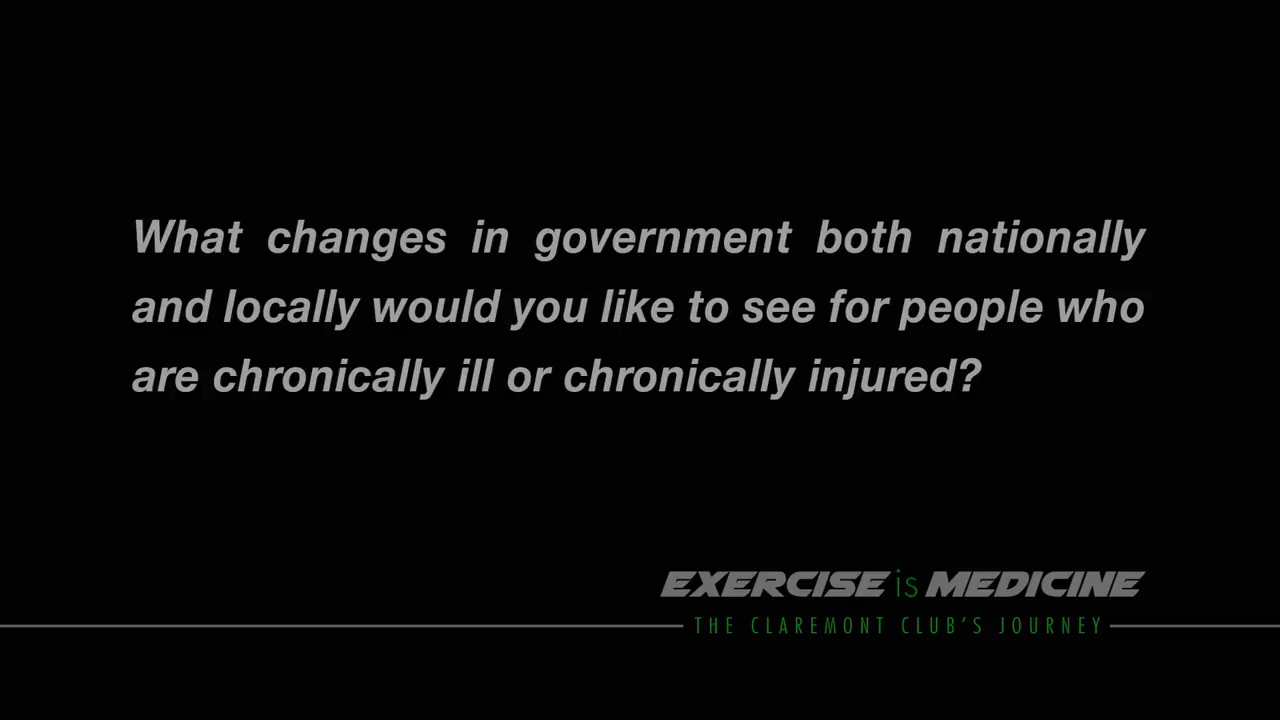 What changes in government both nationally
and locally would you like to see for people who
are chronically ill or chronically injured?
EXERCISE is MEDICINE
THE CLAREMONT CLUB'S JOURNEY